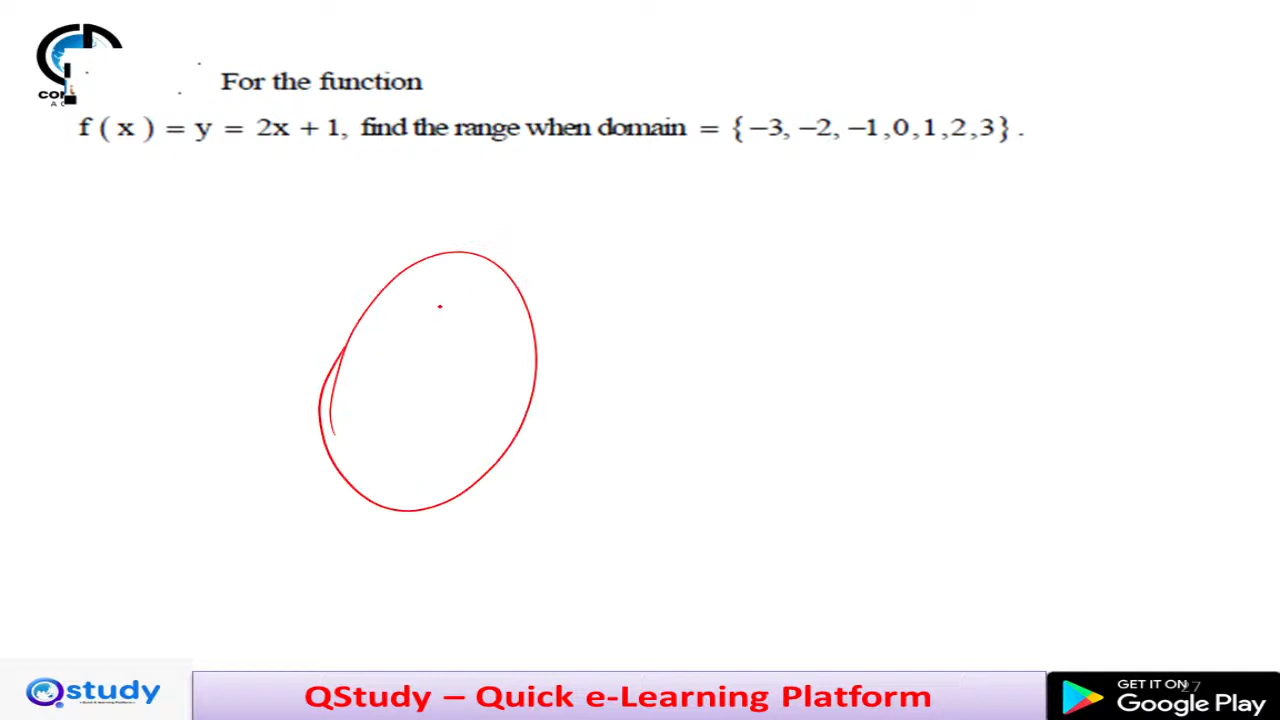 For the function
f ( x ) = y = 2x + 1, find the range when domain = { −3, −2, −1,0,1,2,3} .
Qstudy
QStudy – Quick e-Learning Platform
27
GET IT ON
Google Play